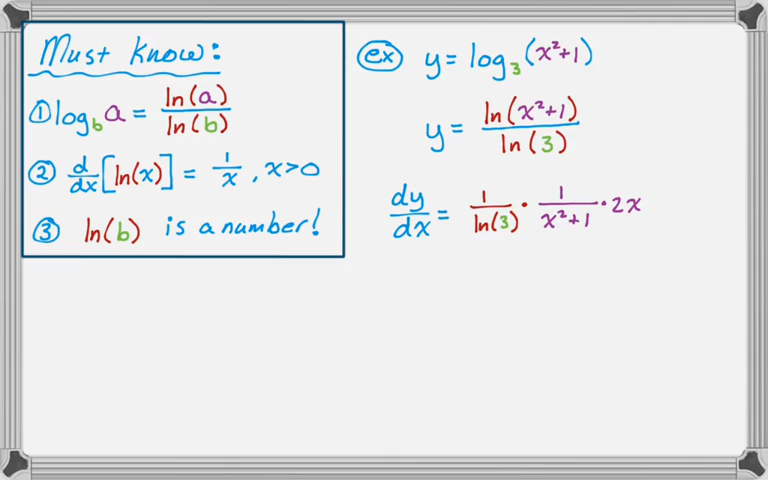 Must Know:
① log_b a = ln(a)/ln(b)
② d/dx [ln(x)] = 1/x , x>0
③ ln(b) is a number!
ex y = log_3 (x²+1)
y = ln(x²+1)/ln(3)
dy/dx = 1/ln(3) · 1/x²+1 · 2x